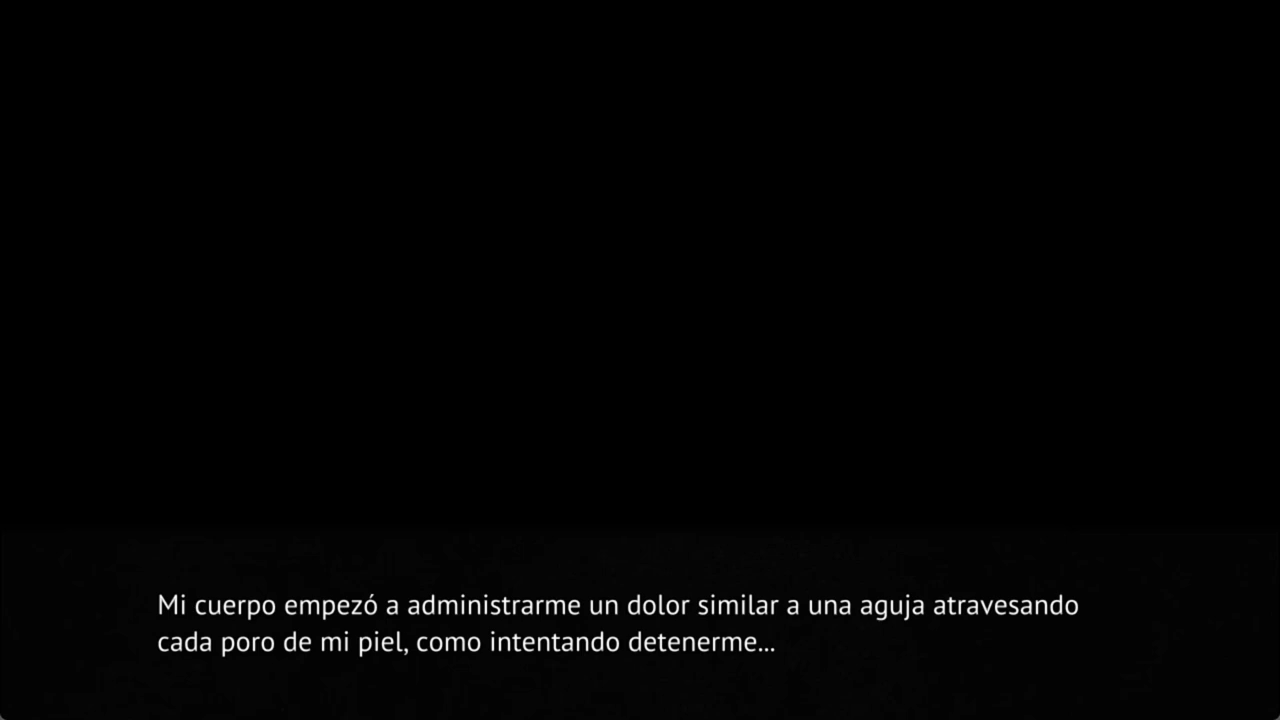 Mi cuerpo empezó a administrarme un dolor similar a una aguja atravesando
cada poro de mi piel, como intentando detenerme...